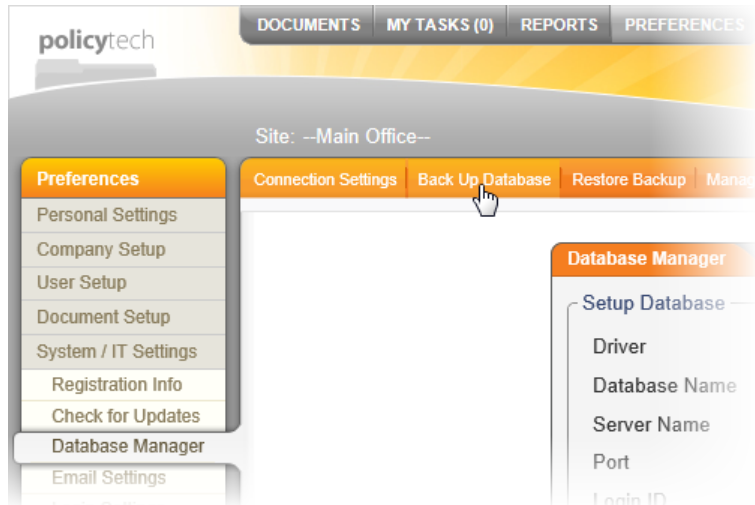 policytech
DOCUMENTS MY TASKS (0) REPORTS PREFERENCES
Site: --Main Office--
Preferences
Connection Settings Back Up Database Restore Backup
Personal Settings
Company Setup
User Setup
Document Setup
System / IT Settings
Registration Info
Check for Updates
Database Manager
Email Settings
Database Manager
Setup Database
Driver
Database Name
Server Name
Port
Login ID